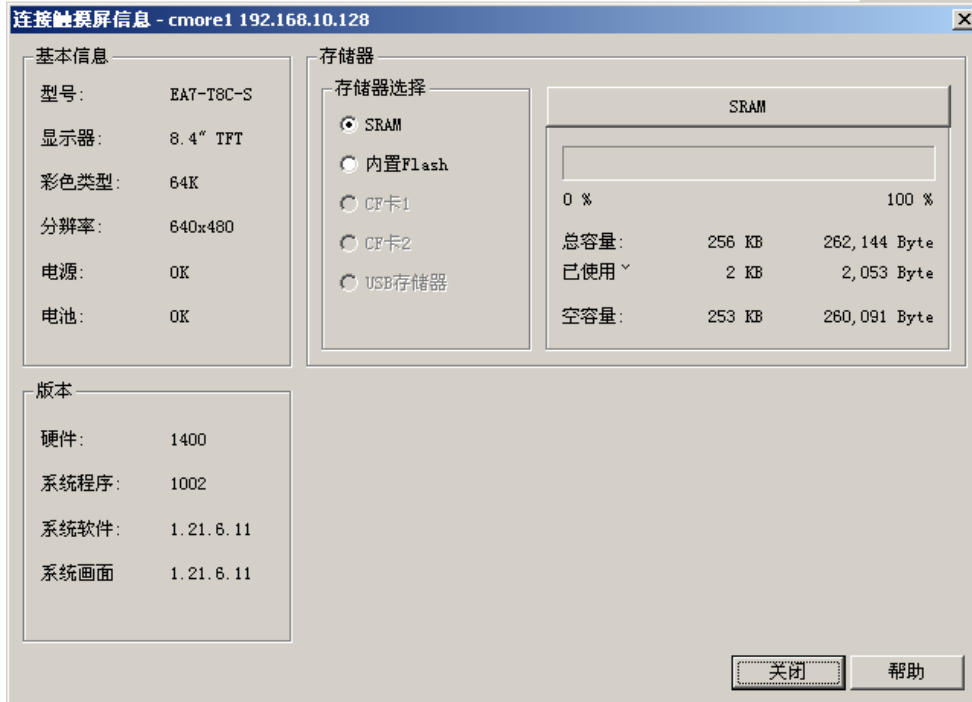 连接触摸屏信息 - cmore1 192.168.10.128
基本信息
型号: EA7-T8C-S
显示器: 8.4″ TFT
彩色类型: 64K
分辨率: 640x480
电源: OK
电池: OK
存储器
存储器选择
SRAM
内置Flash
CF卡1
CF卡2
USB存储器
SRAM
0 % 100 %
总容量: 256 KB 262,144 Byte
已使用 2 KB 2,053 Byte
空容量: 253 KB 260,091 Byte
版本
硬件: 1400
系统程序: 1002
系统软件: 1.21.6.11
系统画面 1.21.6.11
关闭 帮助